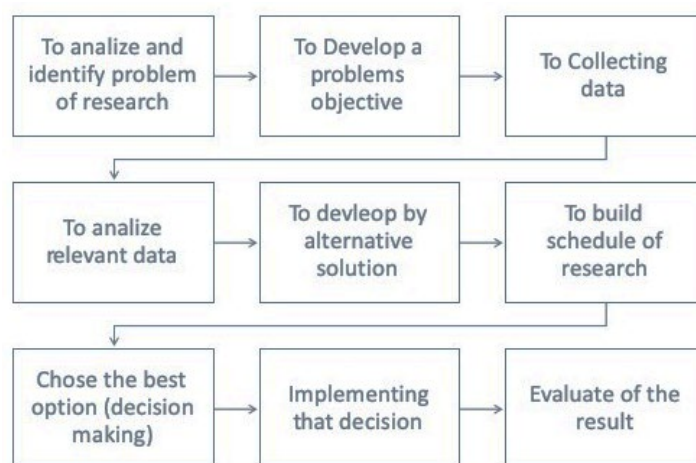 To analize and
identify problem
of research
To Develop a
problems
objective
To Collecting
data
To analize
relevant data
To devleop by
alternative
solution
To build
schedule of
research
Chose the best
option (decision
making)
Implementing
that decision
Evaluate of the
result